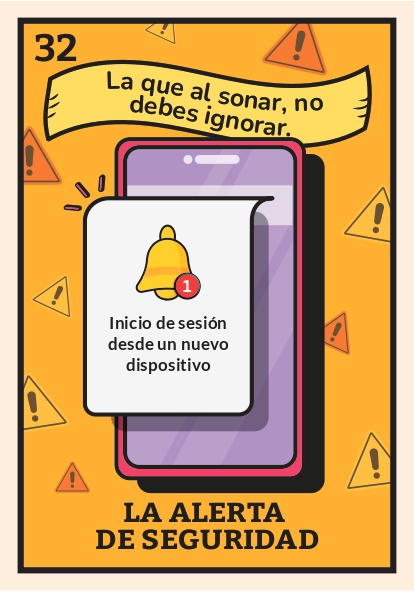 32
La que al sonar, no
debes ignorar.
1
Inicio de sesión
desde un nuevo
dispositivo
LA ALERTA
DE SEGURIDAD